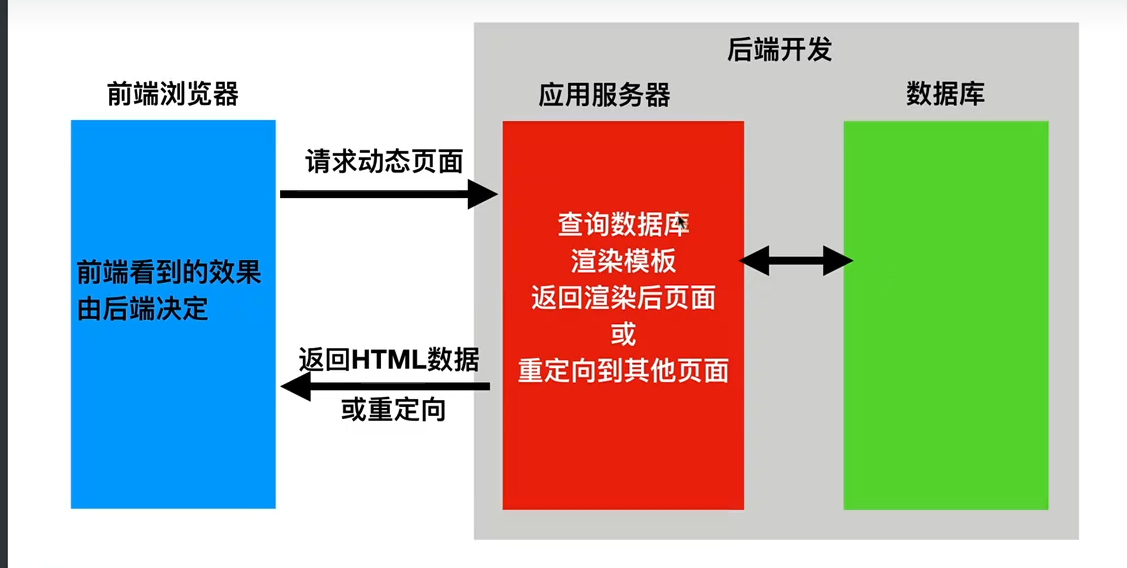 后端开发
前端浏览器
应用服务器
数据库
请求动态页面
前端看到的效果
由后端决定
查询数据库
渲染模板
返回渲染后页面
或
重定向到其他页面
返回HTML数据
或重定向